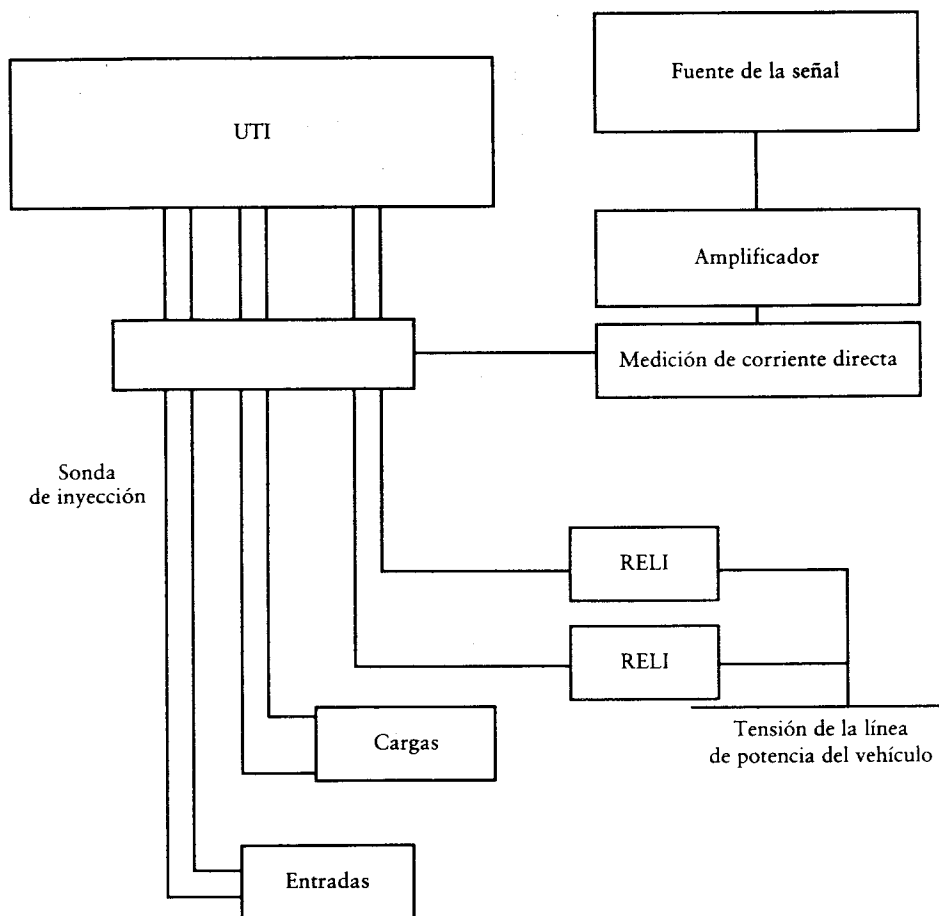 Fuente de la señal
UTI
Amplificador
Medición de corriente directa
Sonda
de inyección
RELI
RELI
Tensión de la línea
de potencia del vehículo
Cargas
Entradas